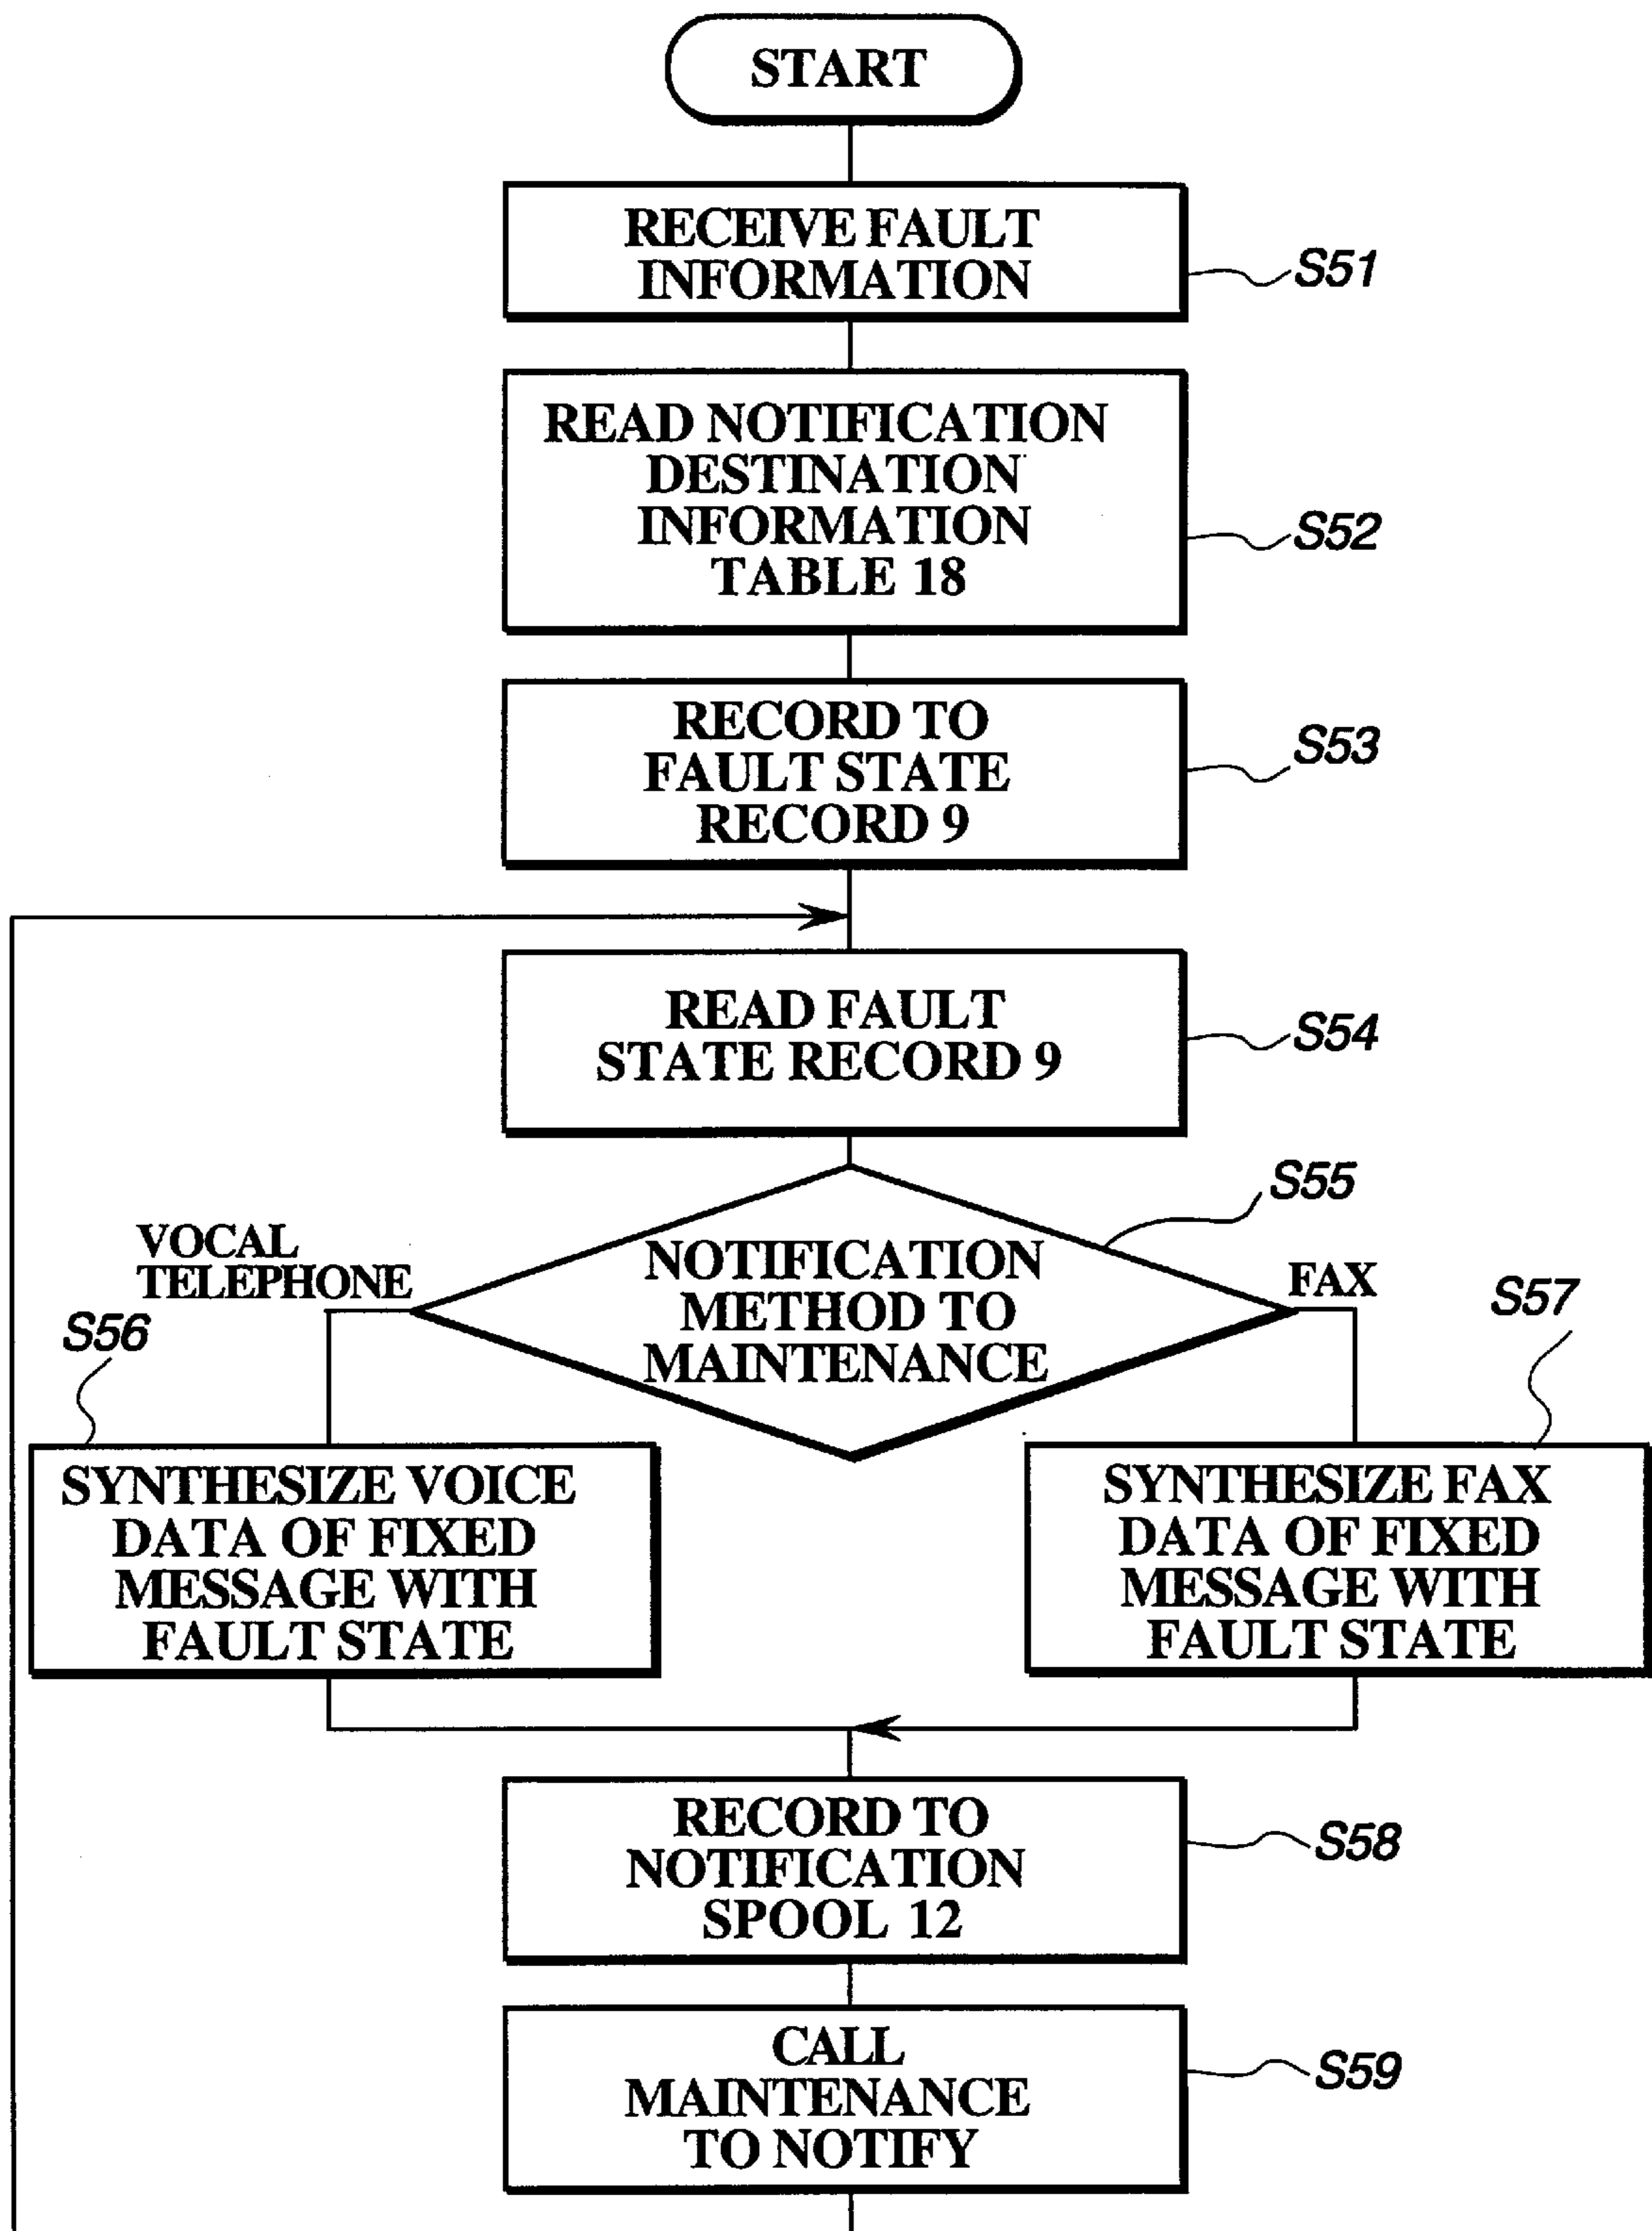 START
RECEIVE FAULT
INFORMATION
S51
READ NOTIFICATION
DESTINATION
INFORMATION
TABLE 18
S52
RECORD TO
FAULT STATE
RECORD 9
S53
READ FAULT
STATE RECORD 9
S54
S55
NOTIFICATION
METHOD TO
MAINTENANCE
VOCAL
TELEPHONE
FAX
S56
S57
SYNTHESIZE VOICE
DATA OF FIXED
MESSAGE WITH
FAULT STATE
SYNTHESIZE FAX
DATA OF FIXED
MESSAGE WITH
FAULT STATE
RECORD TO
NOTIFICATION
SPOOL 12
S58
CALL
MAINTENANCE
TO NOTIFY
S59